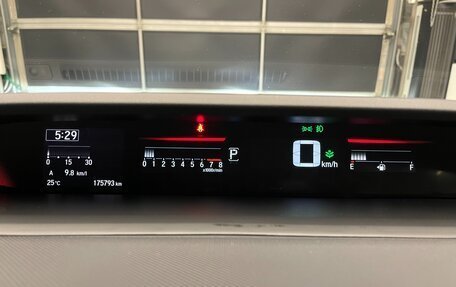 5:29
0 15 30
A 9.8 km/l
25°C 175793 km
0 1 2 3 4 5 6 7 8
x1000r/min
P
0 km/h
E F